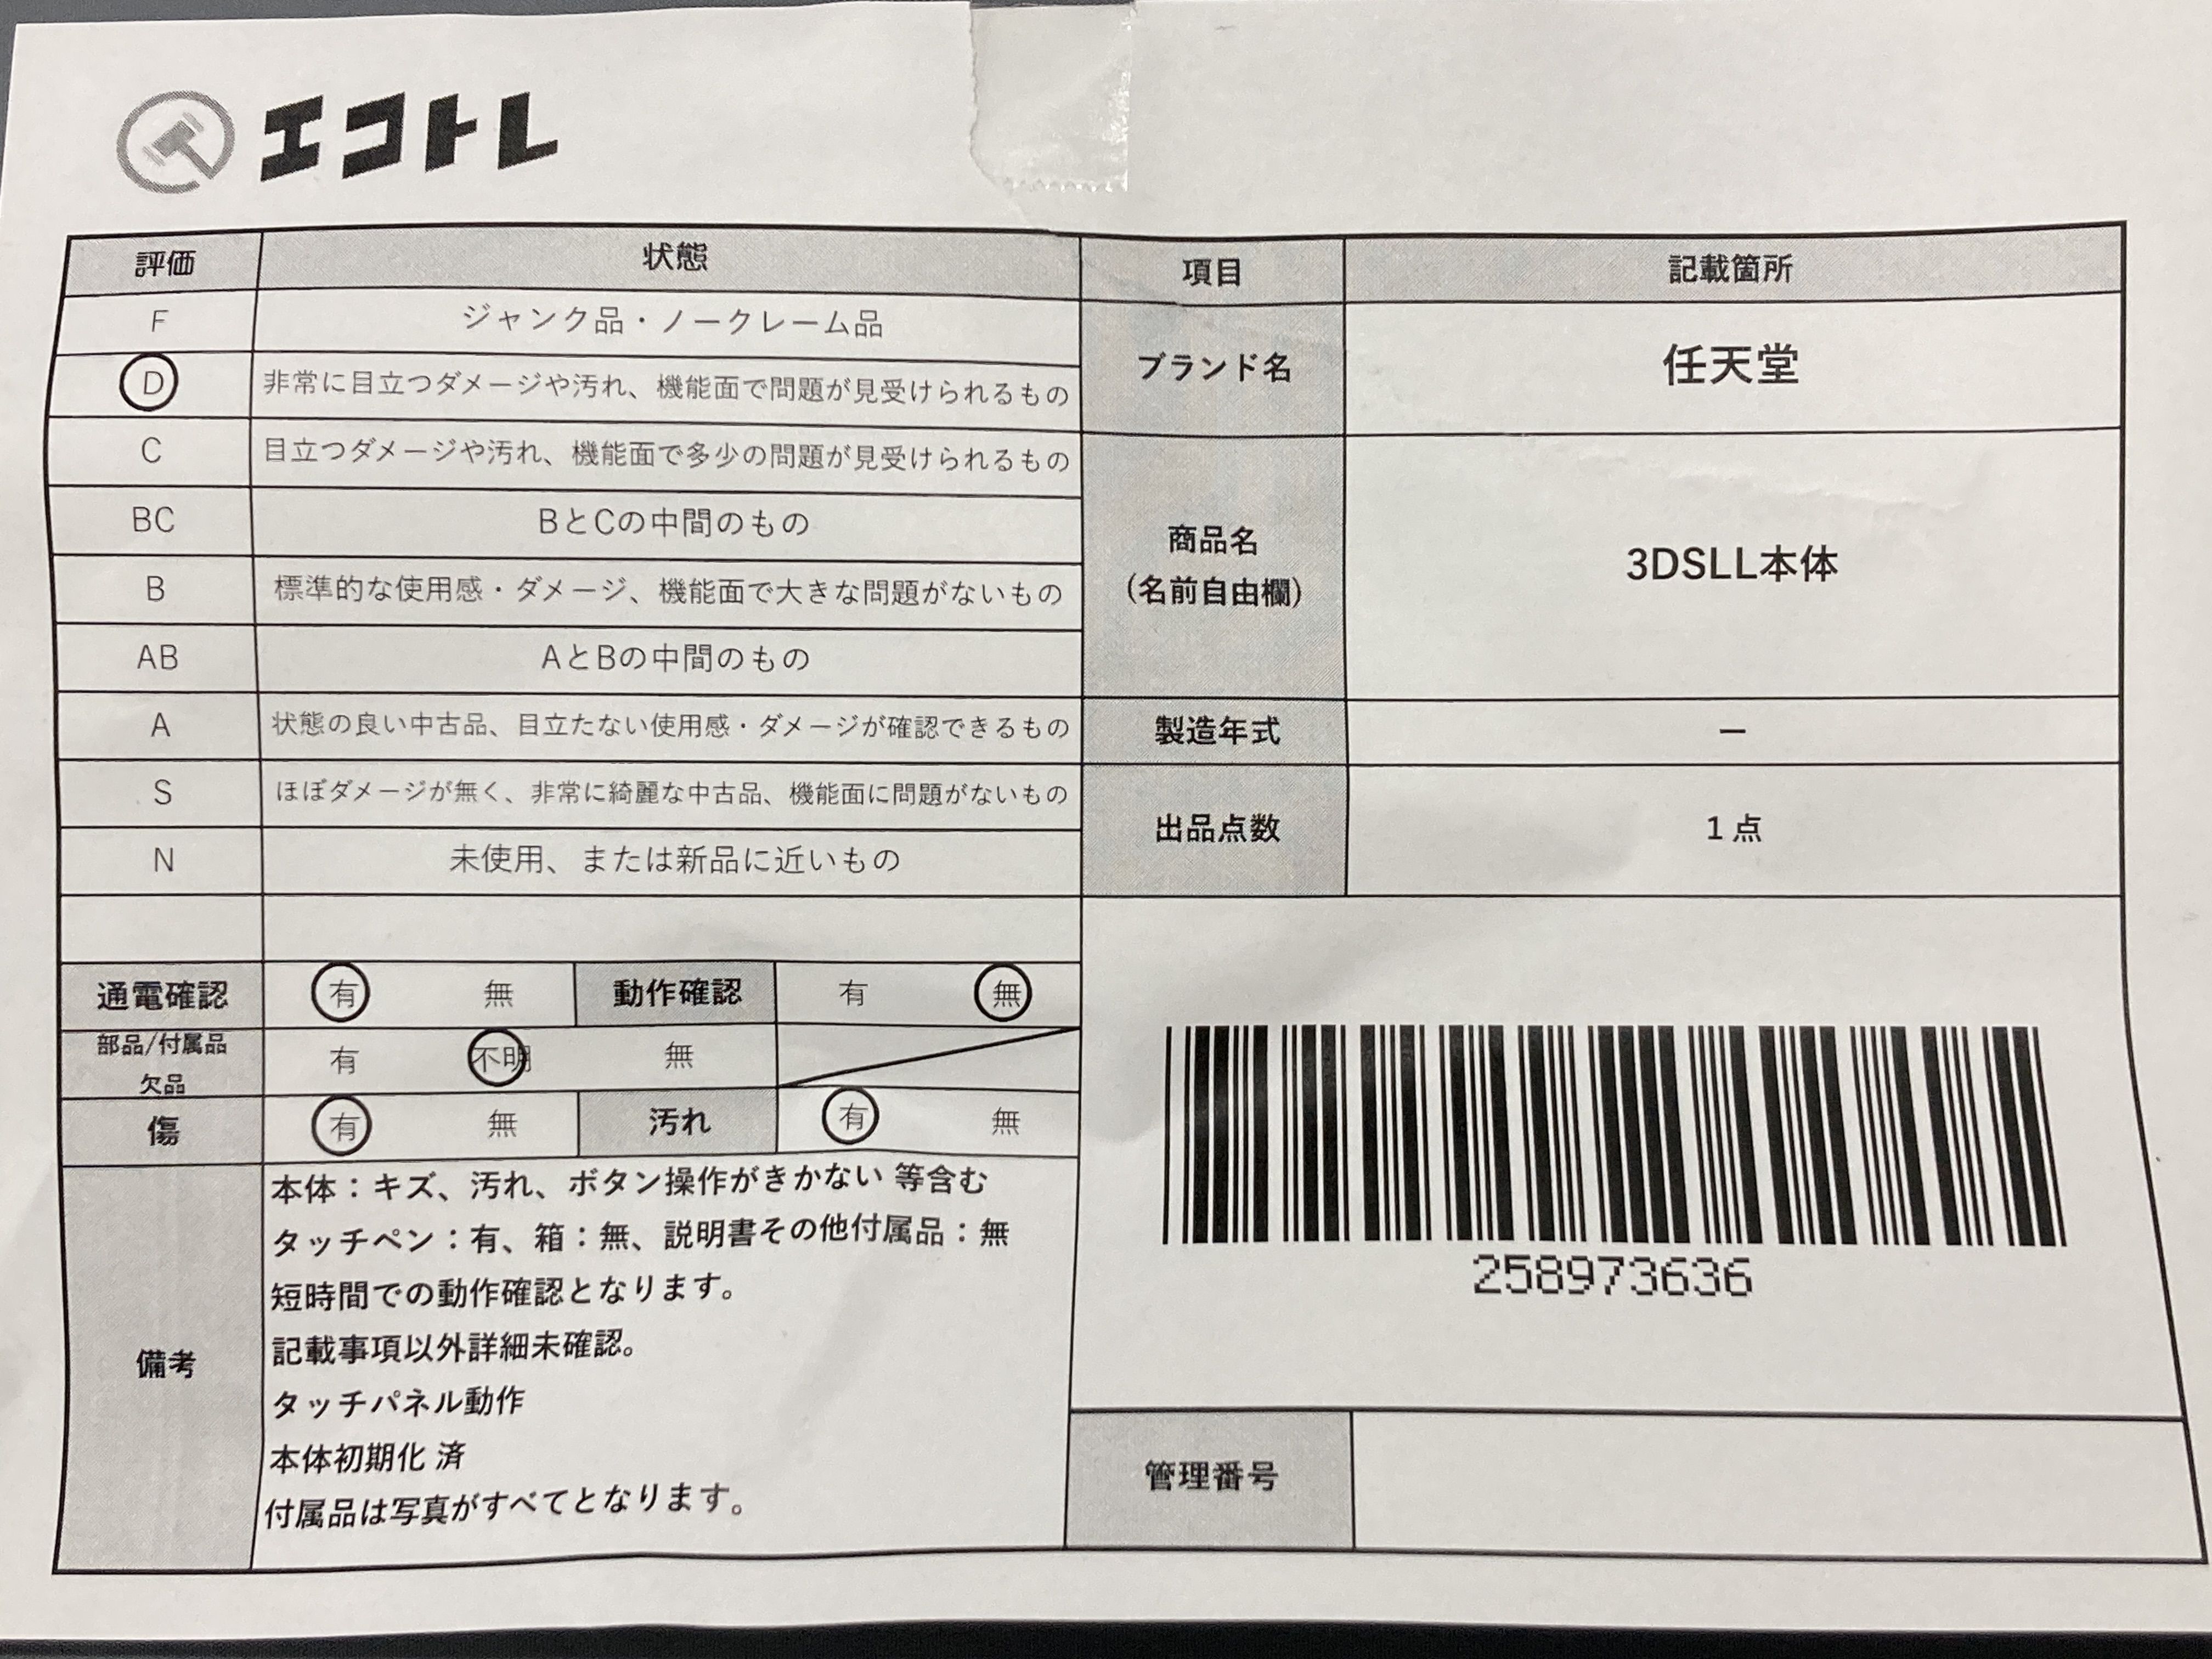 エコトレ
評価 状態
F ジャンク品・ノークレーム品
D 非常に目立つダメージや汚れ、機能面で問題が見受けられるもの
C 目立つダメージや汚れ、機能面で多少の問題が見受けられるもの
BC BとCの中間のもの
B 標準的な使用感・ダメージ、機能面で大きな問題がないもの
AB AとBの中間のもの
A 状態の良い中古品、目立たない使用感・ダメージが確認できるもの
S ほぼダメージが無く、非常に綺麗な中古品、機能面に問題がないもの
N 未使用、または新品に近いもの
通電確認 有 無 動作確認 有 無
部品/付属品
欠品 有 不明 無
傷 有 無 汚れ 有 無
備考
本体：キズ、汚れ、ボタン操作がきかない 等含む
タッチペン：有、箱：無、説明書その他付属品：無
短時間での動作確認となります。
記載事項以外詳細未確認。
タッチパネル動作
本体初期化 済
付属品は写真がすべてとなります。
項目 記載箇所
ブランド名 任天堂
商品名
(名前自由欄) 3DSLL本体
製造年式 ー
出品点数 1 点
258973636
管理番号